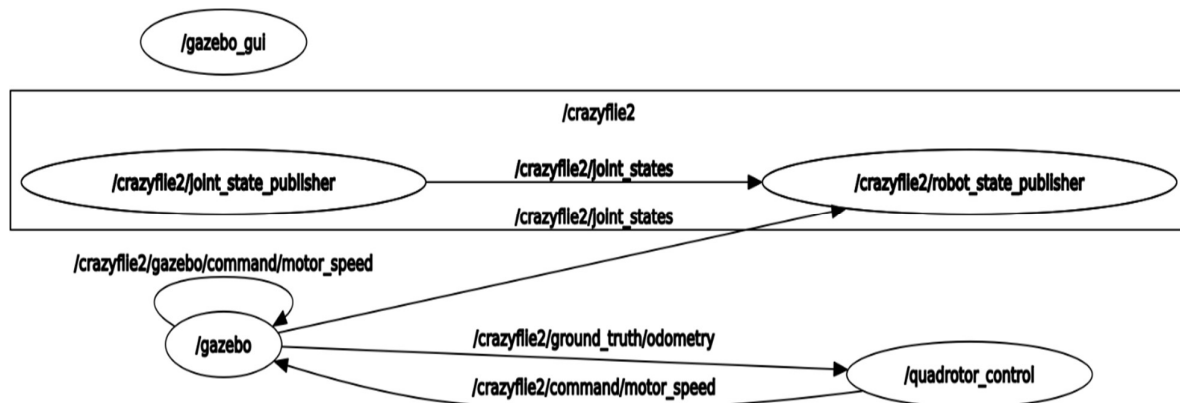 /gazebo_gui
/crazyflie2
/crazyflie2/joint_state_publisher
/crazyflie2/joint_states
/crazyflie2/robot_state_publisher
/crazyflie2/joint_states
/crazyflie2/gazebo/command/motor_speed
/gazebo
/crazyflie2/ground_truth/odometry
/quadrotor_control
/crazyflie2/command/motor_speed